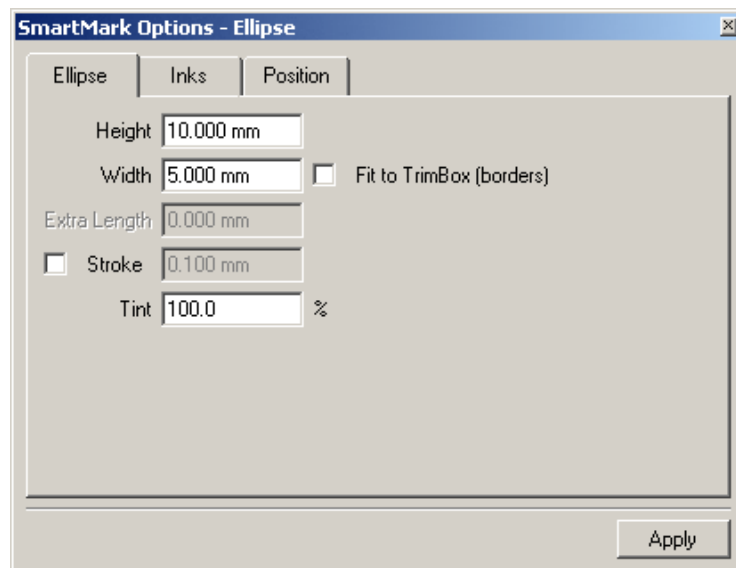 SmartMark Options - Ellipse
Ellipse Inks Position
Height 10.000 mm
Width 5.000 mm Fit to TrimBox (borders)
Extra Length 0.000 mm
Stroke 0.100 mm
Tint 100.0 %
Apply